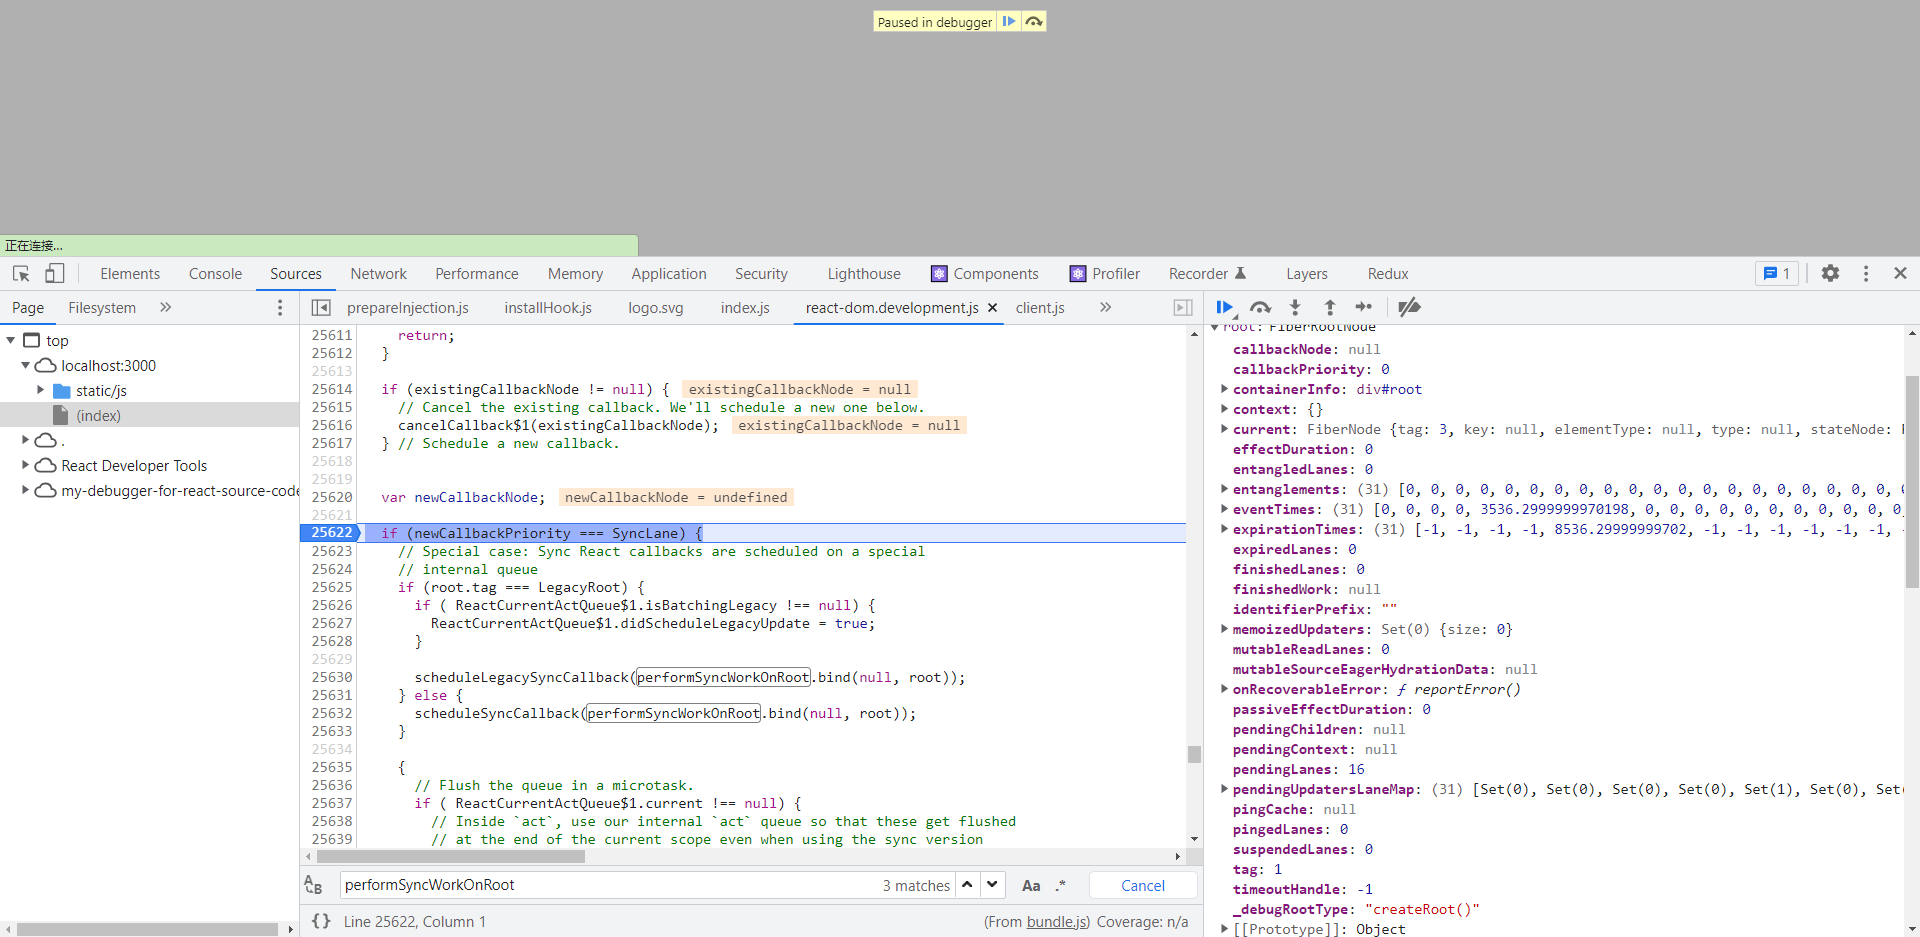 Paused in debugger
正在连接...
Elements Console Sources Network Performance Memory Application Security Lighthouse Components Profiler Recorder Layers Redux 1
Page Filesystem
prepareInjection.js installHook.js logo.svg index.js react-dom.development.js client.js
top
localhost:3000
static/js
(index)
.
React Developer Tools
my-debugger-for-react-source-code
25611 return;
25612 }
25613
25614 if (existingCallbackNode != null) { existingCallbackNode = null
25615 // Cancel the existing callback. We'll schedule a new one below.
25616 cancelCallback$1(existingCallbackNode); existingCallbackNode = null
25617 } // Schedule a new callback.
25618
25619
25620 var newCallbackNode; newCallbackNode = undefined
25621
25622 if (newCallbackPriority === SyncLane) {
25623 // Special case: Sync React callbacks are scheduled on a special
25624 // internal queue
25625 if (root.tag === LegacyRoot) {
25626 if ( ReactCurrentActQueue$1.isBatchingLegacy !== null) {
25627 ReactCurrentActQueue$1.didScheduleLegacyUpdate = true;
25628 }
25629
25630 scheduleLegacySyncCallback(performSyncWorkOnRoot.bind(null, root));
25631 } else {
25632 scheduleSyncCallback(performSyncWorkOnRoot.bind(null, root));
25633 }
25634
25635 {
25636 // Flush the queue in a microtask.
25637 if ( ReactCurrentActQueue$1.current !== null) {
25638 // Inside `act`, use our internal `act` queue so that these get flushed
25639 // at the end of the current scope even when using the sync version
performSyncWorkOnRoot 3 matches Aa .* Cancel
{} Line 25622, Column 1 (From bundle.js) Coverage: n/a
root: FiberRootNode
callbackNode: null
callbackPriority: 0
containerInfo: div#root
context: {}
current: FiberNode {tag: 3, key: null, elementType: null, type: null, stateNode:
effectDuration: 0
entangledLanes: 0
entanglements: (31) [0, 0, 0, 0, 0, 0, 0, 0, 0, 0, 0, 0, 0, 0, 0, 0, 0, 0, 0, 0, 0
eventTimes: (31) [0, 0, 0, 0, 3536.2999999970198, 0, 0, 0, 0, 0, 0, 0, 0, 0, 0, 0,
expirationTimes: (31) [-1, -1, -1, -1, 8536.29999999702, -1, -1, -1, -1, -1, -1,
expiredLanes: 0
finishedLanes: 0
finishedWork: null
identifierPrefix: ""
memoizedUpdaters: Set(0) {size: 0}
mutableReadLanes: 0
mutableSourceEagerHydrationData: null
onRecoverableError: ƒ reportError()
passiveEffectDuration: 0
pendingChildren: null
pendingContext: null
pendingLanes: 16
pendingUpdatersLaneMap: (31) [Set(0), Set(0), Set(0), Set(0), Set(1), Set(0), Set
pingCache: null
pingedLanes: 0
suspendedLanes: 0
tag: 1
timeoutHandle: -1
_debugRootType: "createRoot()"
[[Prototype]]: Object